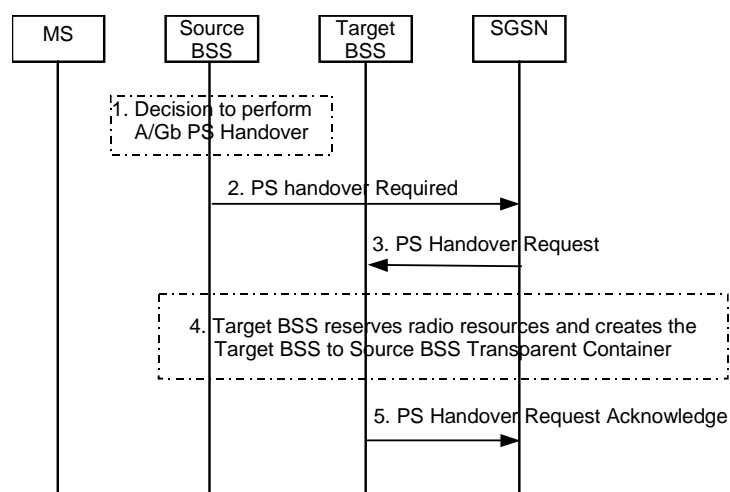 MS
Source
BSS
Target
BSS
SGSN
1. Decision to perform
A/Gb PS Handover
2. PS handover Required
3. PS Handover Request
4. Target BSS reserves radio resources and creates the
Target BSS to Source BSS Transparent Container
5. PS Handover Request Acknowledge